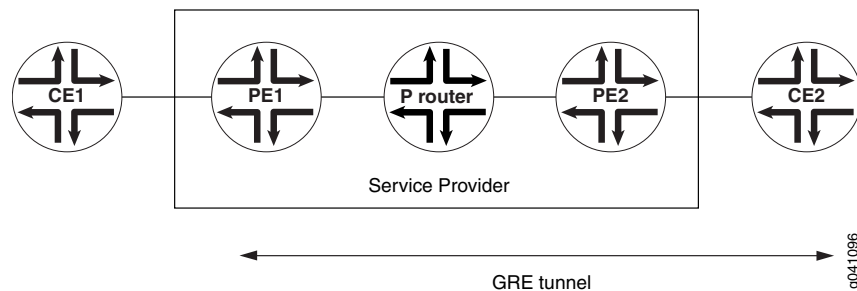 CE1 PE1 P router PE2 CE2
Service Provider
GRE tunnel
g041096